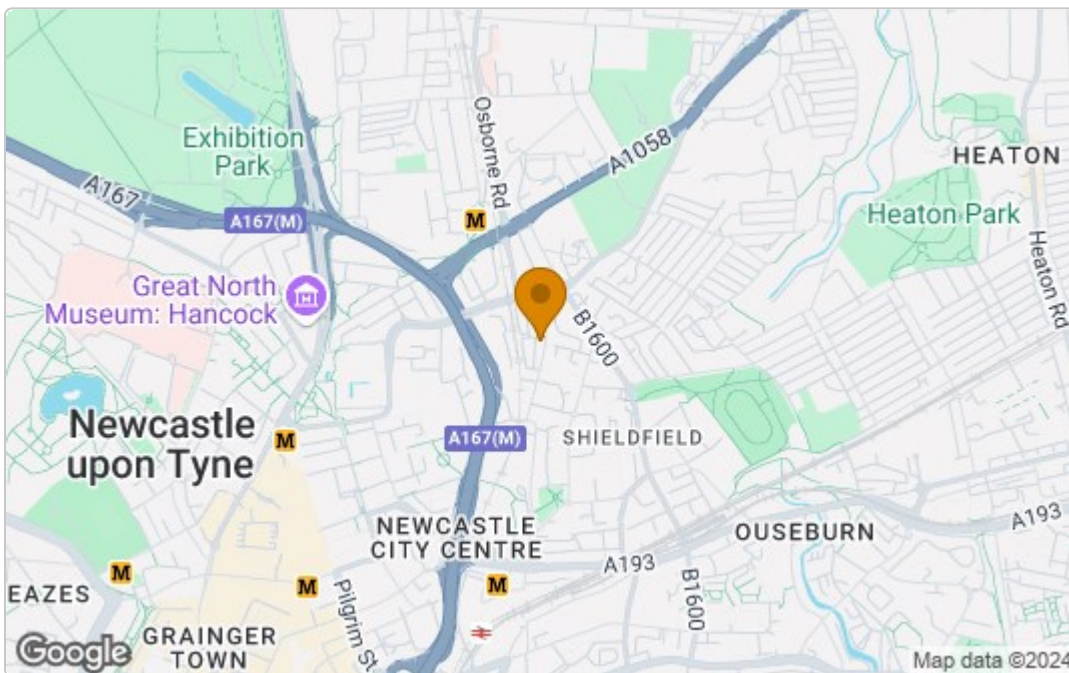 Osborne Rd
A1058
Exhibition
Park
HEATON
A167
M
A167(M)
Heaton Park
Great North
Museum: Hancock
Heaton Rd
B1600
Newcastle
upon Tyne
A167(M)
SHIELDFIELD
M
NEWCASTLE
CITY CENTRE
OUSEBURN
A193
A193
M
M
M
B1600
EAZES
Pilgrim St
GRAINGER
TOWN
Google
Map data ©2024